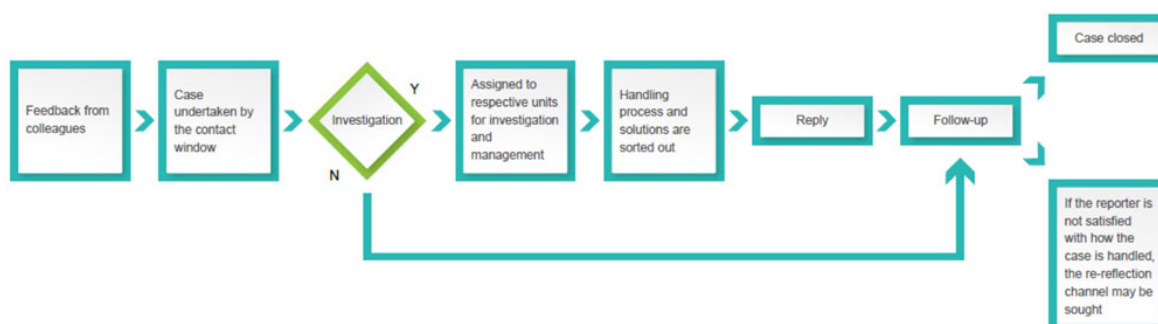 Feedback from
colleagues
Case
undertaken by
the contact
window
Investigation
Y
N
Assigned to
respective units
for investigation
and
management
Handling
process and
solutions are
sorted out
Reply
Follow-up
Case closed
If the reporter is
not satisfied
with how the
case is handled,
the re-reflection
channel may be
sought